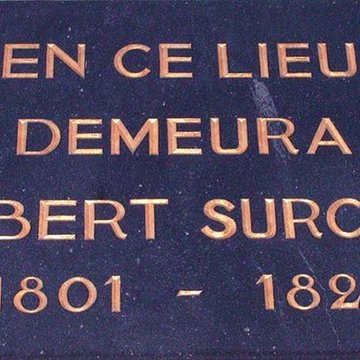 EN CE LIEU
DEMEURA
BERT SURC
1801 - 182